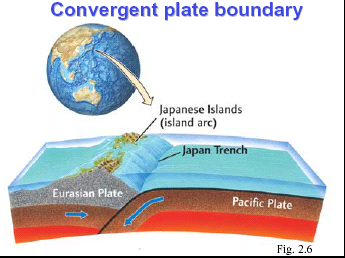 Convergent plate boundary
Japanese Islands
(island arc)
Japan Trench
Eurasian Plate
Pacific Plate
Fig. 2.6